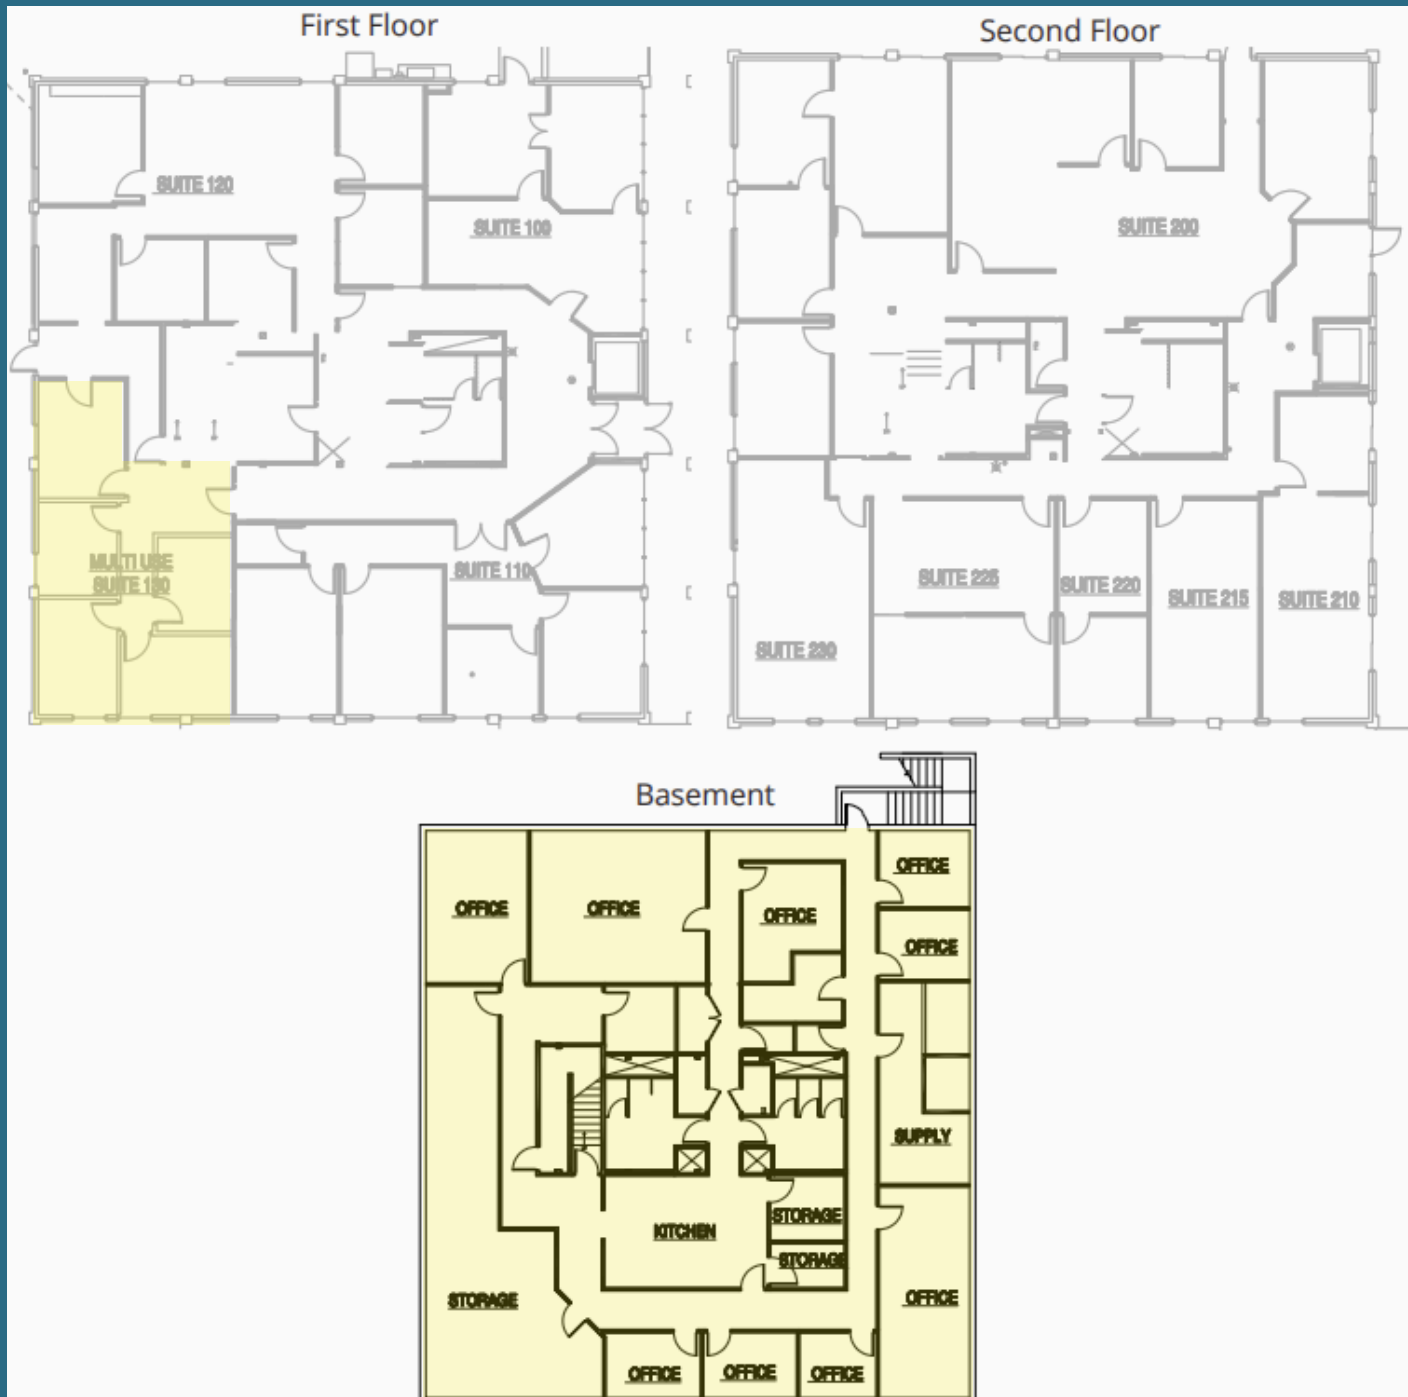 First Floor
SUITE 120
SUITE 100
MULTI USE
SUITE 130
SUITE 110
Second Floor
SUITE 200
SUITE 225
SUITE 220
SUITE 215
SUITE 210
SUITE 230
Basement
OFFICE
OFFICE
OFFICE
OFFICE
OFFICE
SUPPLY
KITCHEN
STORAGE
STORAGE
STORAGE
OFFICE
OFFICE
OFFICE
OFFICE